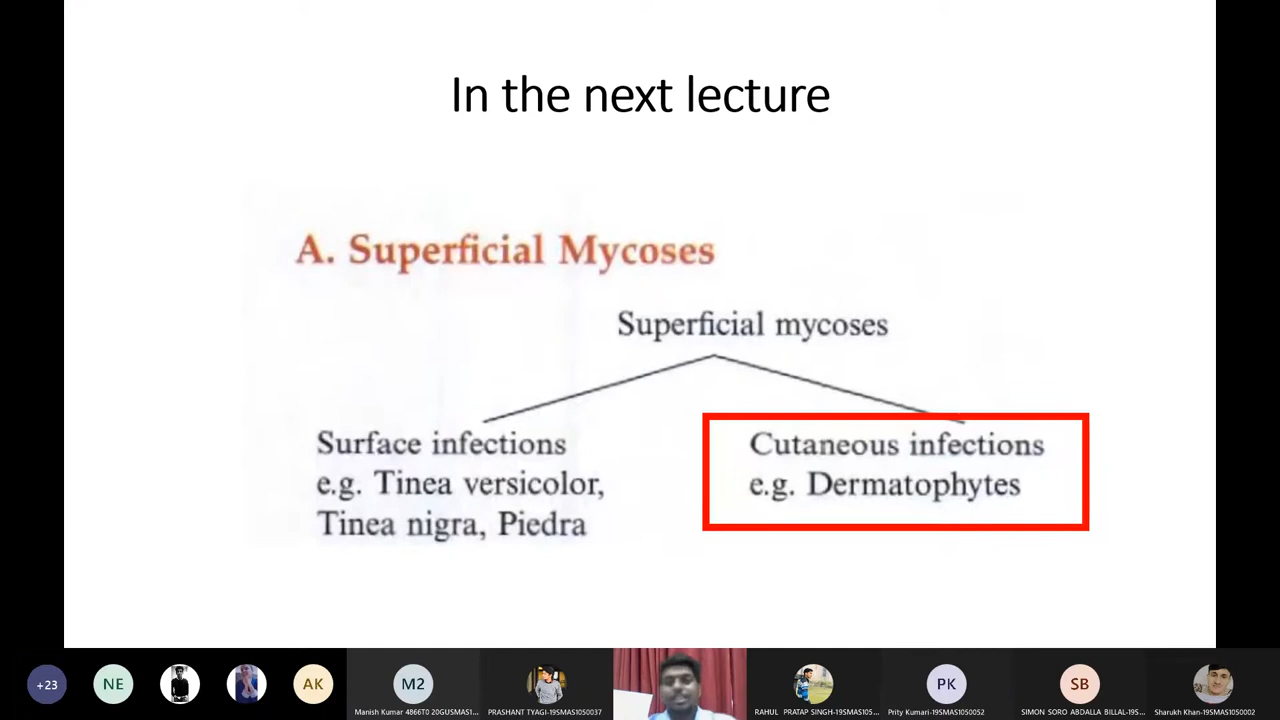 In the next lecture
A. Superficial Mycoses
Superficial mycoses
Surface infections
e.g. Tinea versicolor,
Tinea nigra, Piedra
Cutaneous infections
e.g. Dermatophytes
+23
NE
AK
M2
Manish Kumar 4866T0 20GUSMAS1...
PRASHANT TYAGI-19SMAS1050037
RAHUL PRATAP SINGH-19SMAS105...
PK
Prity Kumari-19SMAS1050052
SB
SIMON SORO ABDALLA BILLAL-19S...
Sharukh Khan-19SMAS1050002